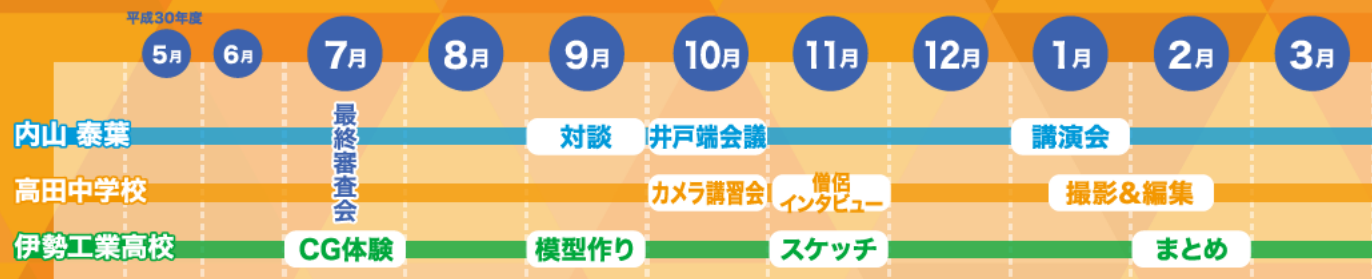 平成30年度
5月
6月
7月
8月
9月
10月
11月
12月
1月
2月
3月
最終審査会
内山 泰葉
対談
井戸端会議
講演会
高田中学校
カメラ講習会
僧侶
インタビュー
撮影&編集
伊勢工業高校
CG体験
模型作り
スケッチ
まとめ